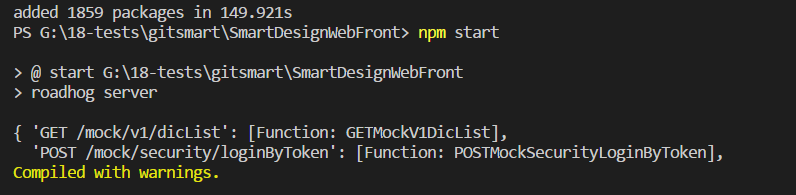 added 1859 packages in 149.921s
PS G:\18-tests\gitsmart\SmartDesignWebFront> npm start
> @ start G:\18-tests\gitsmart\SmartDesignWebFront
> roadhog server
{ 'GET /mock/v1/dicList': [Function: GETMockV1DicList],
'POST /mock/security/loginByToken': [Function: POSTMockSecurityLoginByToken],
Compiled with warnings.